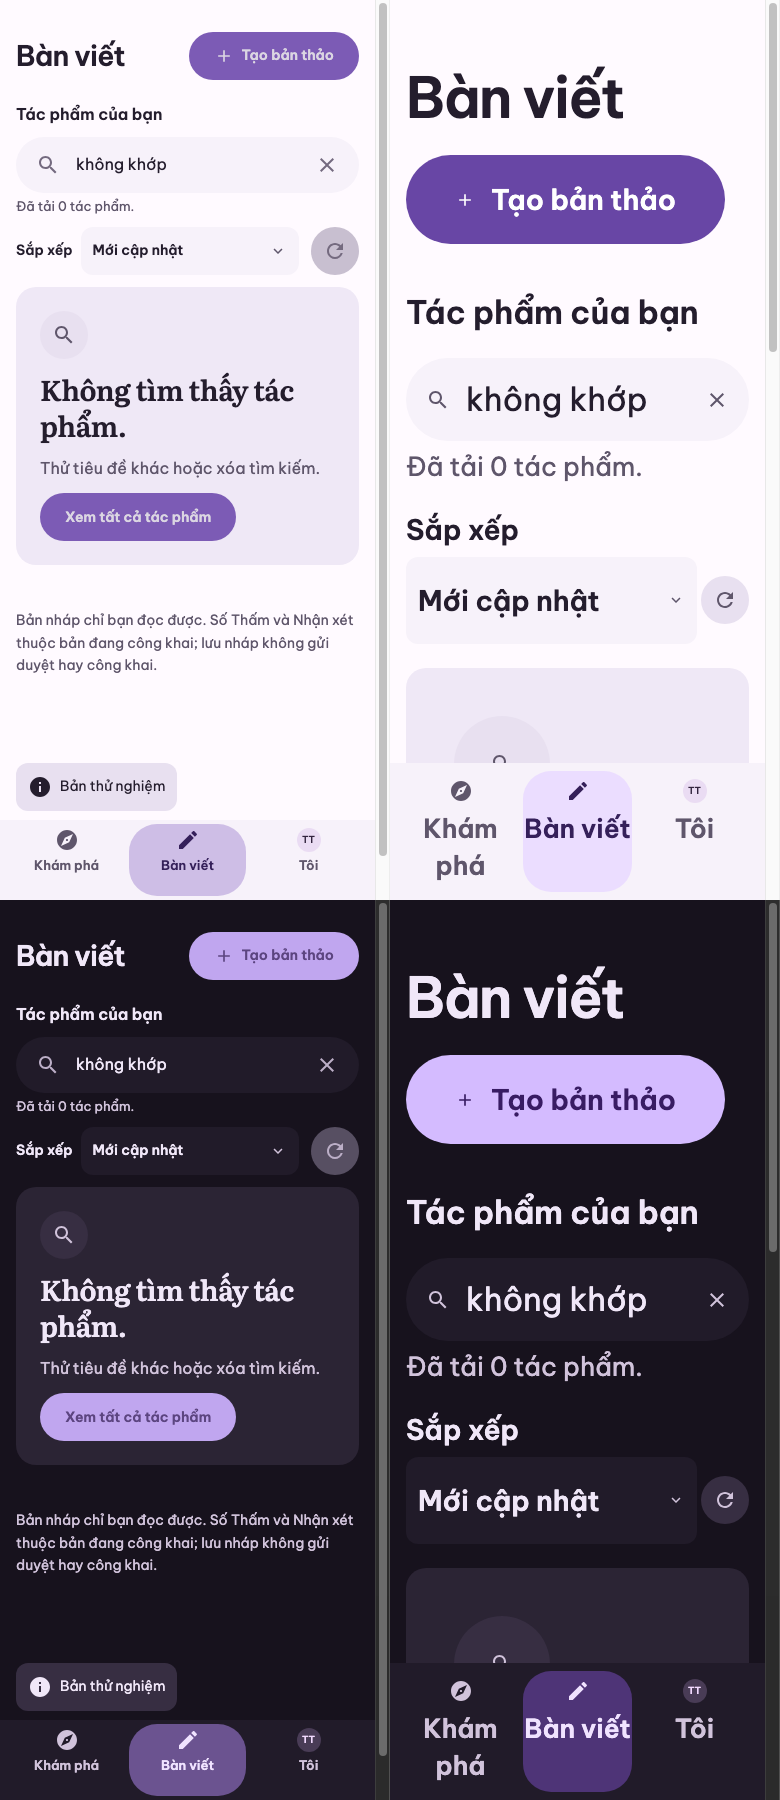 Bàn viết
Tạo bản thảo
Tác phẩm của bạn
không khớp
Đã tải 0 tác phẩm.
Sắp xếp
Mới cập nhật
Không tìm thấy tác
phẩm.
Thử tiêu đề khác hoặc xóa tìm kiếm.
Xem tất cả tác phẩm
Bản nháp chỉ bạn đọc được. Số Thấm và Nhận xét
thuộc bản đang công khai; lưu nháp không gửi
duyệt hay công khai.
Bản thử nghiệm
Khám phá
Bàn viết
TT
Tôi
Bàn viết
Tạo bản thảo
Tác phẩm của bạn
không khớp
Đã tải 0 tác phẩm.
Sắp xếp
Mới cập nhật
Khám
phá
Bàn viết
TT
Tôi
Bàn viết
Tạo bản thảo
Tác phẩm của bạn
không khớp
Đã tải 0 tác phẩm.
Sắp xếp
Mới cập nhật
Không tìm thấy tác
phẩm.
Thử tiêu đề khác hoặc xóa tìm kiếm.
Xem tất cả tác phẩm
Bản nháp chỉ bạn đọc được. Số Thấm và Nhận xét
thuộc bản đang công khai; lưu nháp không gửi
duyệt hay công khai.
Bản thử nghiệm
Khám phá
Bàn viết
TT
Tôi
Bàn viết
Tạo bản thảo
Tác phẩm của bạn
không khớp
Đã tải 0 tác phẩm.
Sắp xếp
Mới cập nhật
Khám
phá
Bàn viết
TT
Tôi